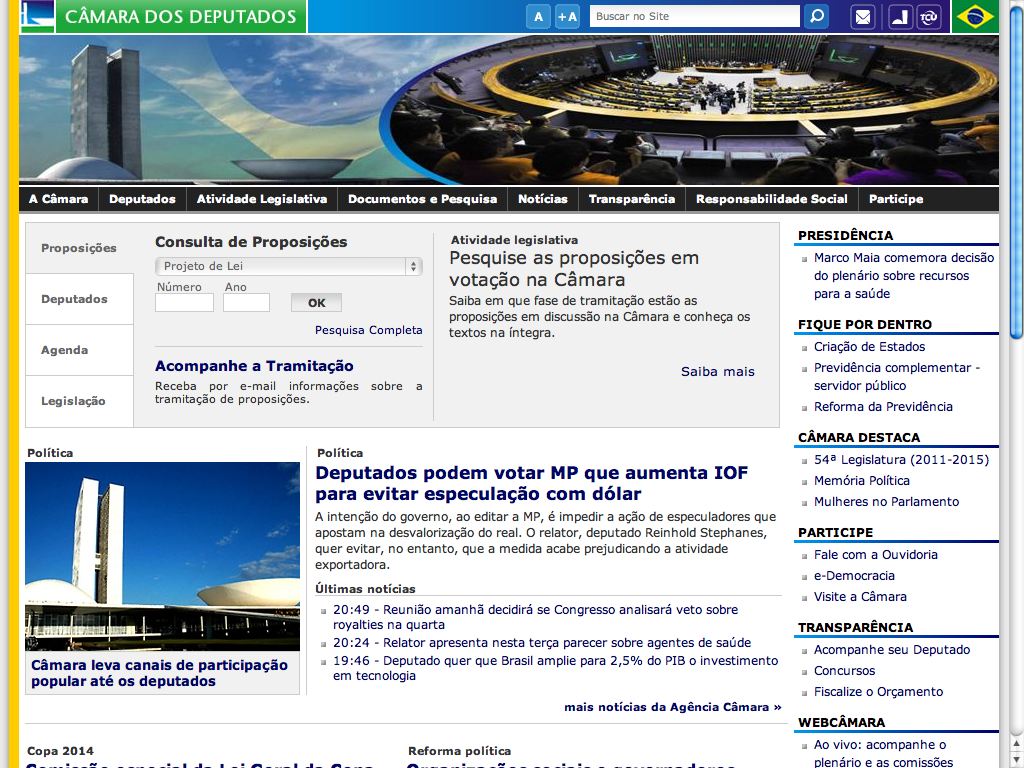 CÂMARA DOS DEPUTADOS
A
+A
Buscar no Site
A Câmara
Deputados
Atividade Legislativa
Documentos e Pesquisa
Notícias
Transparência
Responsabilidade Social
Participe
Proposições
Deputados
Agenda
Legislação
Consulta de Proposições
Projeto de Lei
Número
Ano
OK
Pesquisa Completa
Acompanhe a Tramitação
Receba por e-mail informações sobre a
tramitação de proposições.
Atividade legislativa
Pesquise as proposições em
votação na Câmara
Saiba em que fase de tramitação estão as
proposições em discussão na Câmara e conheça os
textos na íntegra.
Saiba mais
Política
Câmara leva canais de participação
popular até os deputados
Política
Deputados podem votar MP que aumenta IOF
para evitar especulação com dólar
A intenção do governo, ao editar a MP, é impedir a ação de especuladores que
apostam na desvalorização do real. O relator, deputado Reinhold Stephanes,
quer evitar, no entanto, que a medida acabe prejudicando a atividade
exportadora.
Últimas notícias
20:49 - Reunião amanhã decidirá se Congresso analisará veto sobre
royalties na quarta
20:24 - Relator apresenta nesta terça parecer sobre agentes de saúde
19:46 - Deputado quer que Brasil amplie para 2,5% do PIB o investimento
em tecnologia
mais notícias da Agência Câmara »
Copa 2014
Comissão especial da Lei Geral da Copa
Reforma política
Organizações sociais e governadores
PRESIDÊNCIA
Marco Maia comemora decisão
do plenário sobre recursos
para a saúde
FIQUE POR DENTRO
Criação de Estados
Previdência complementar -
servidor público
Reforma da Previdência
CÂMARA DESTACA
54ª Legislatura (2011-2015)
Memória Política
Mulheres no Parlamento
PARTICIPE
Fale com a Ouvidoria
e-Democracia
Visite a Câmara
TRANSPARÊNCIA
Acompanhe seu Deputado
Concursos
Fiscalize o Orçamento
WEBCÂMARA
Ao vivo: acompanhe o
plenário e as comissões